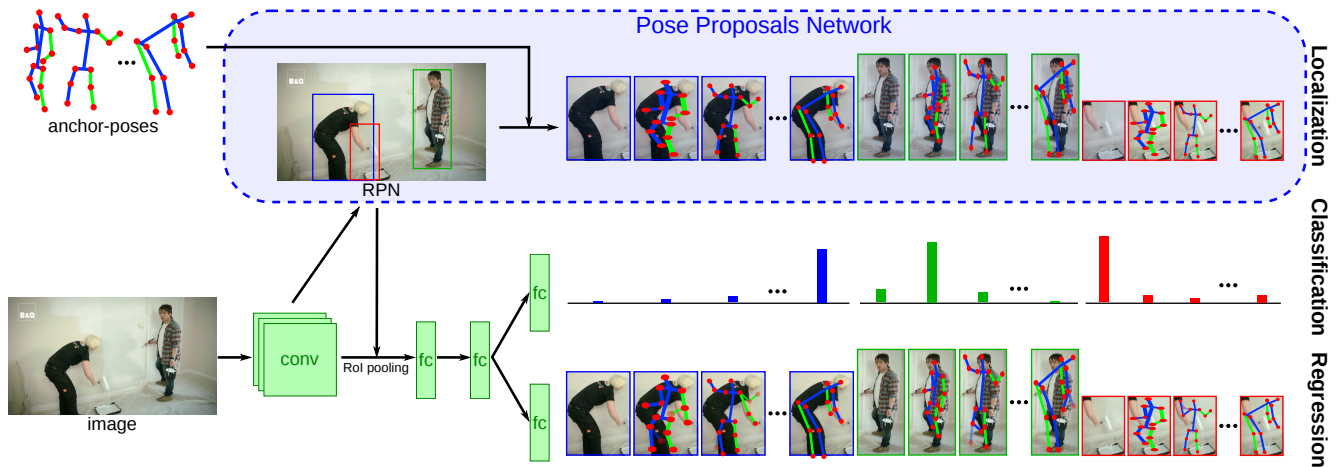 Pose Proposals Network
anchor-poses
...
B&Q
RPN
...
...
...
Localization
B&Q
image
conv
RoI pooling
fc
fc
fc
fc
...
...
...
Classification
...
...
...
Regression